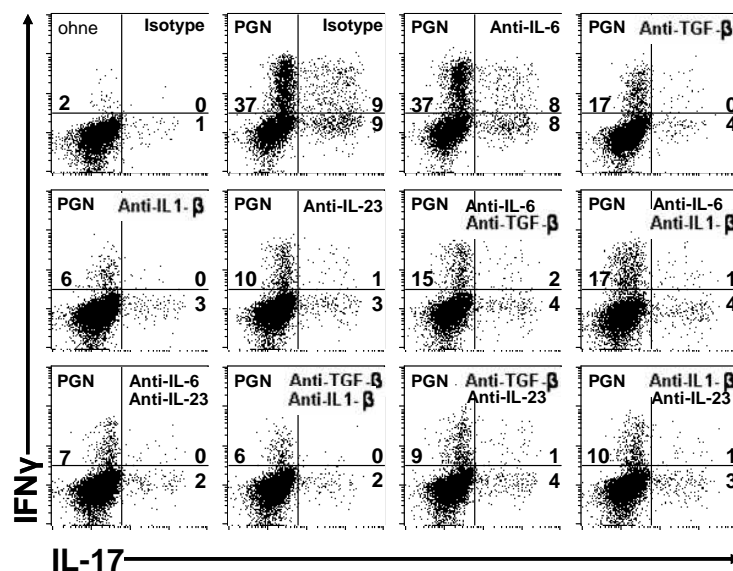 ohne Isotype
2 0
1
PGN Isotype
37 9
9
PGN Anti-IL-6
37 8
8
PGN Anti-TGF-β
17 0
4
PGN Anti-IL1-β
6 0
3
PGN Anti-IL-23
10 1
3
PGN Anti-IL-6
Anti-TGF-β
15 2
4
PGN Anti-IL-6
Anti-IL1-β
17 1
4
PGN Anti-IL-6
Anti-IL-23
7 0
2
PGN Anti-TGF-β
Anti-IL1-β
6 0
2
PGN Anti-TGF-β
Anti-IL-23
9 1
4
PGN Anti-IL1-β
Anti-IL-23
10 1
3
IFNγ
IL-17